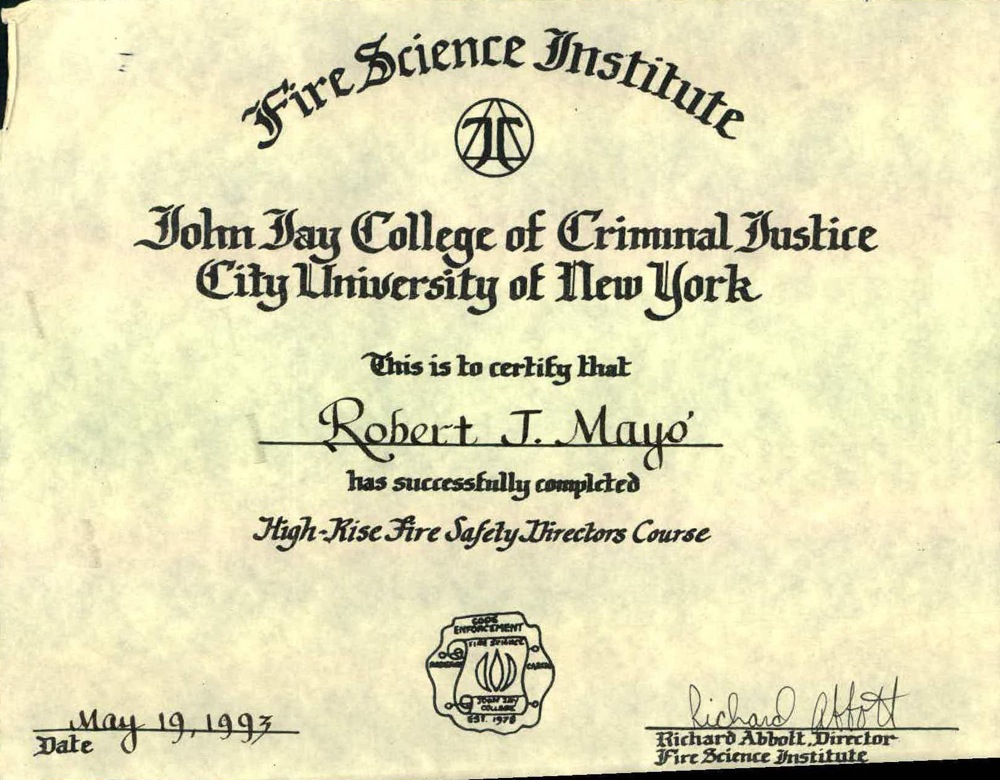 Fire Science Institute
John Jay College of Criminal Justice
City University of New York
This is to certify that
Robert J. Mayo
has successfully completed
High-Rise Fire Safety Directors Course
CODE
ENFORCEMENT
FIRE SCIENCE
JOHN JAY
COLLEGE
EST. 1978
May 19, 1993
Date
Richard Abbott
Richard Abbott, Director
Fire Science Institute